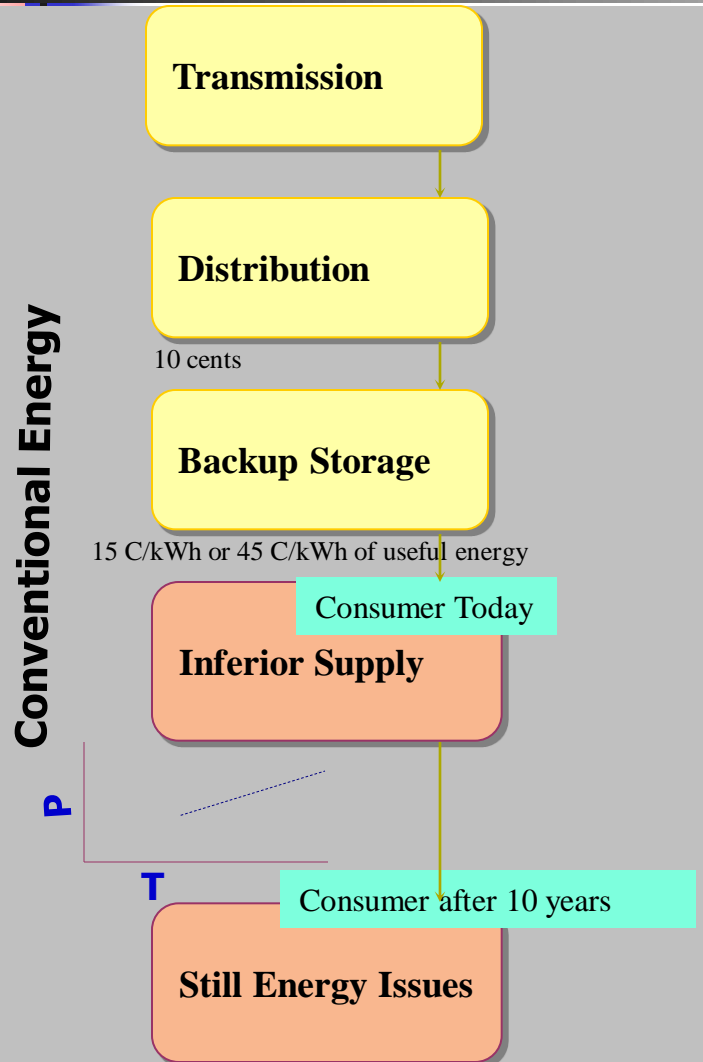 Transmission
Distribution
10 cents
Backup Storage
15 C/kWh or 45 C/kWh of useful energy
Consumer Today
Inferior Supply
Conventional Energy
P
T
Consumer after 10 years
Still Energy Issues